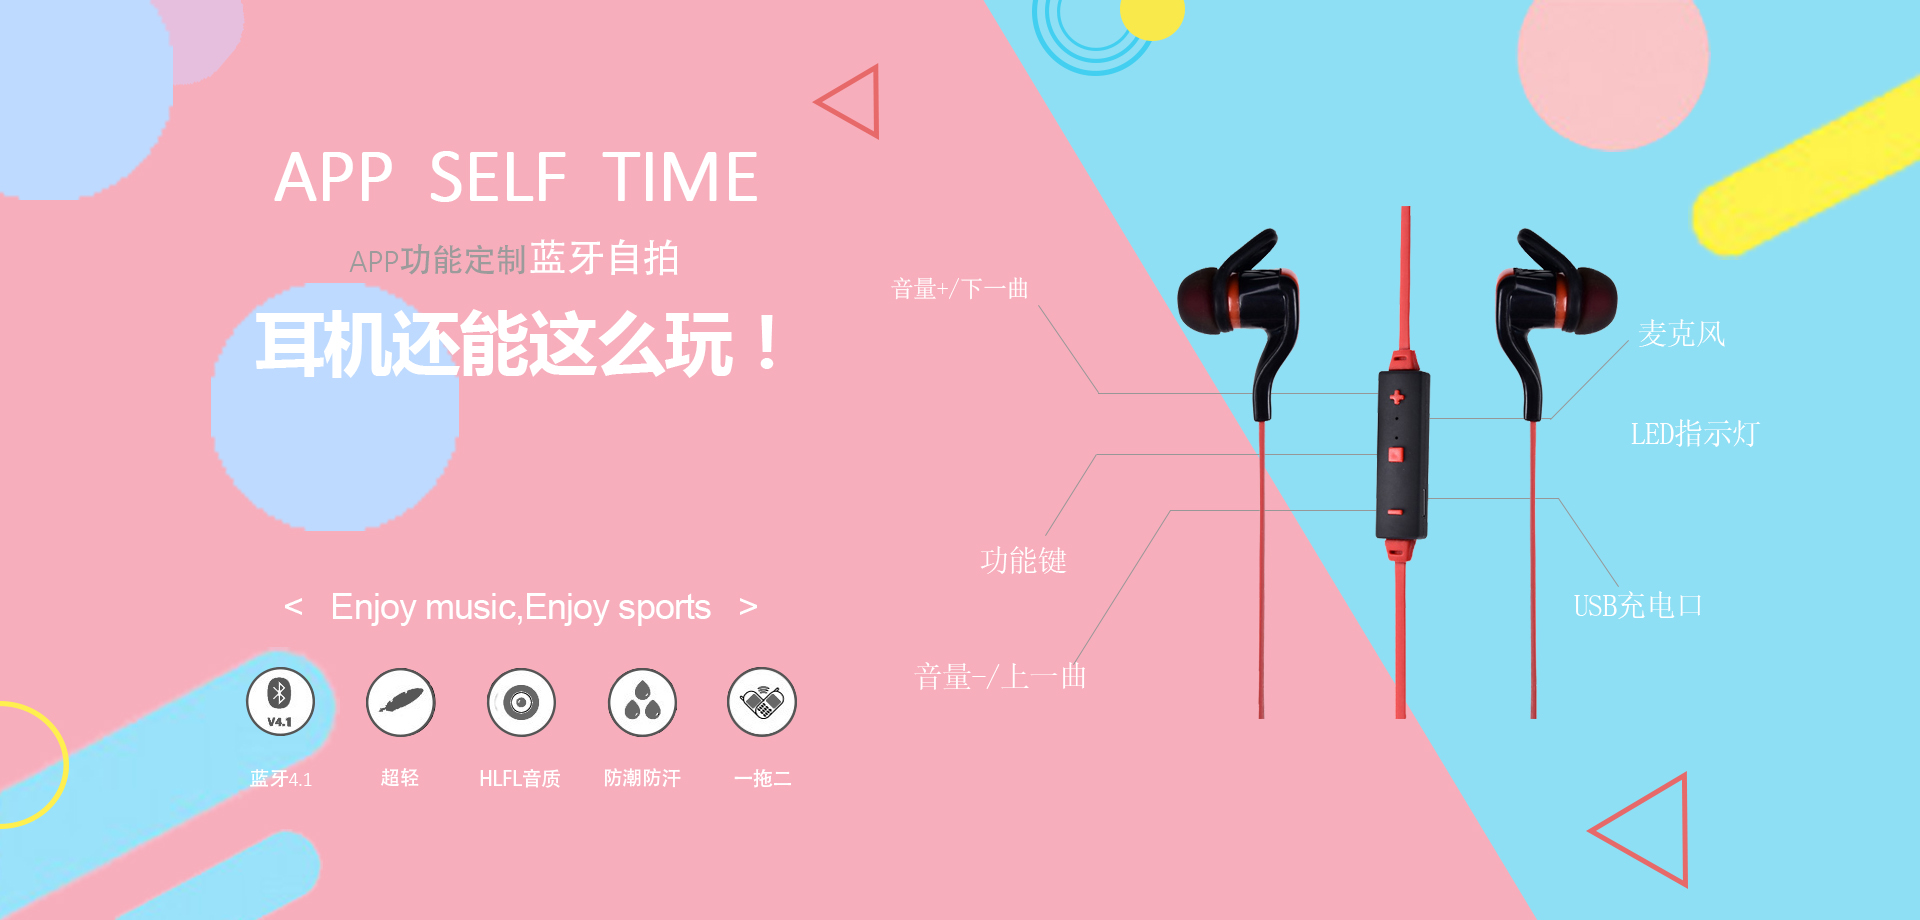 APP SELF TIME
APP功能定制蓝牙自拍
耳机还能这么玩！
< Enjoy music,Enjoy sports >
V4.1
蓝牙4.1
超轻
HLFL音质
防潮防汗
一拖二
音量+/下一曲
功能键
音量-/上一曲
麦克风
LED指示灯
USB充电口